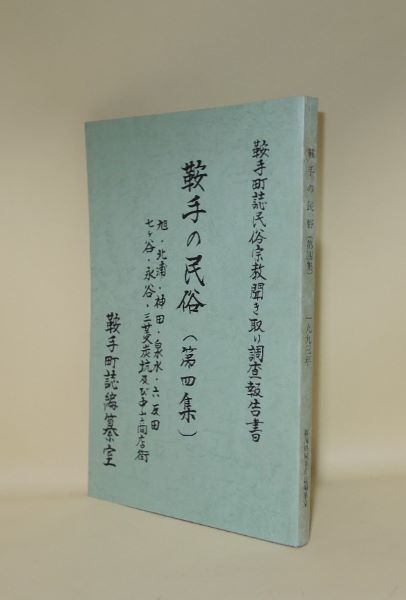 鞍手町誌民俗宗教聞き取り調査報告書
鞍手の民俗(第四集)
旭・北浦・神田・泉水・六反田
七ヶ谷・永谷・三菱炭坑及び中山商店街
鞍手町誌編纂室
鞍手の民俗(第四集) 一九九三年